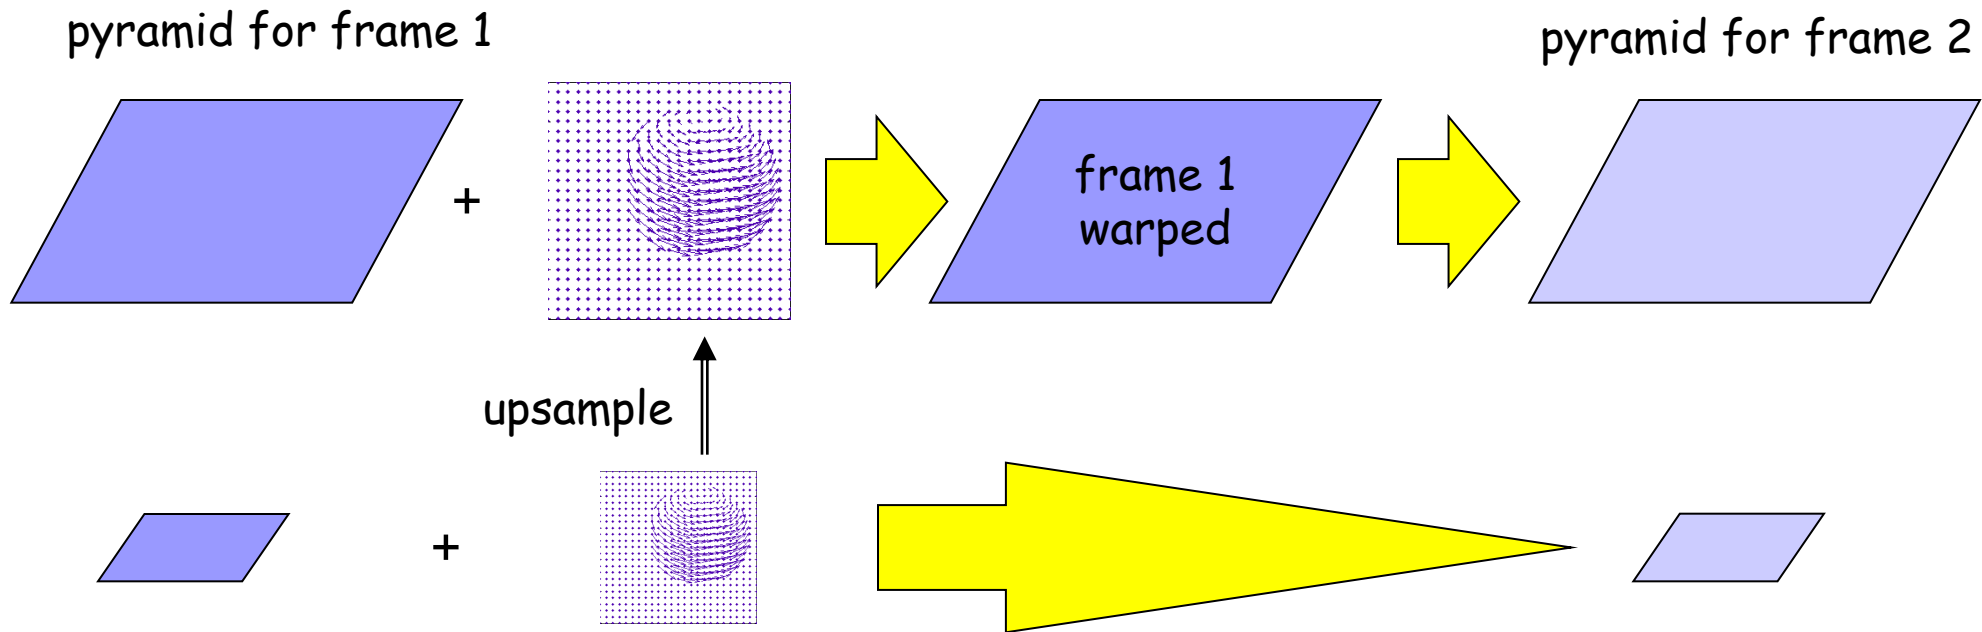 pyramid for frame 1
pyramid for frame 2
+
frame 1
warped
upsample
+